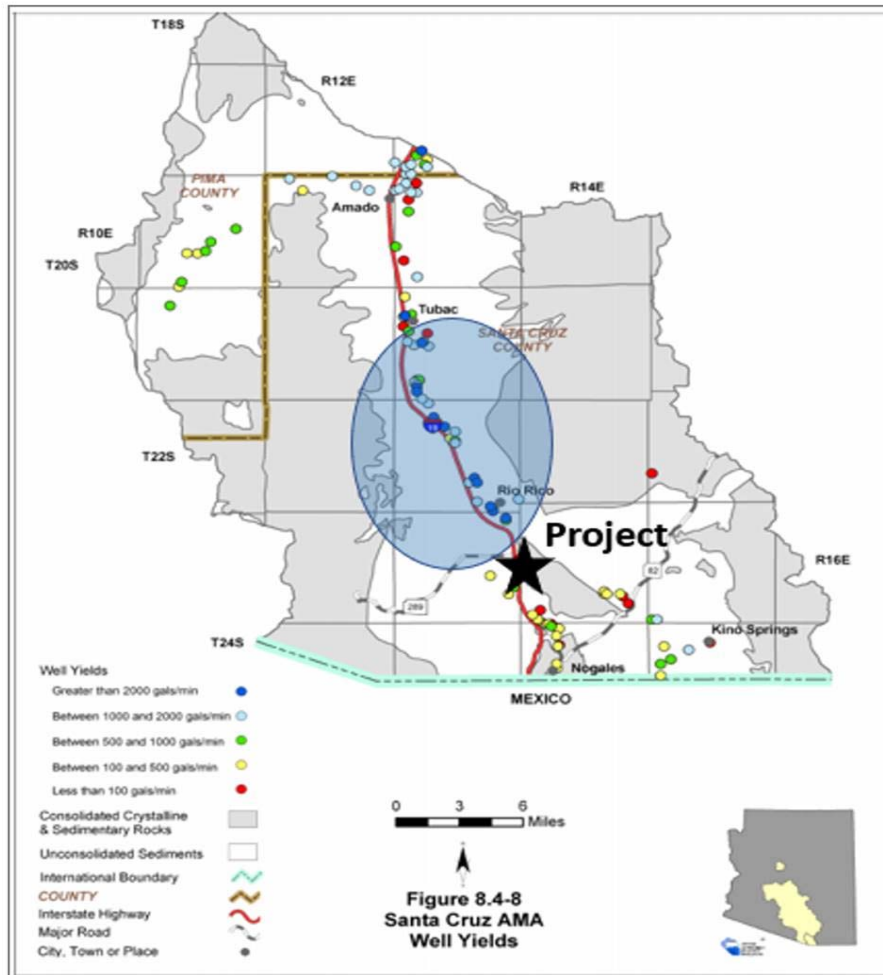 T18S
R12E
PIMA
COUNTY
R14E
Amado
R10E
T20S
Tubac
SANTA CRUZ
COUNTY
T22S
19
Rio Rico
Project
R16E
82
289
T24S
Kino Springs
Nogales
MEXICO
Well Yields
Greater than 2000 gals/min
Between 1000 and 2000 gals/min
Between 500 and 1000 gals/min
Between 100 and 500 gals/min
Less than 100 gals/min
Consolidated Crystalline
& Sedimentary Rocks
Unconsolidated Sediments
International Boundary
COUNTY
Interstate Highway
Major Road
City, Town or Place
0 3 6
Miles
Figure 8.4-8
Santa Cruz AMA
Well Yields